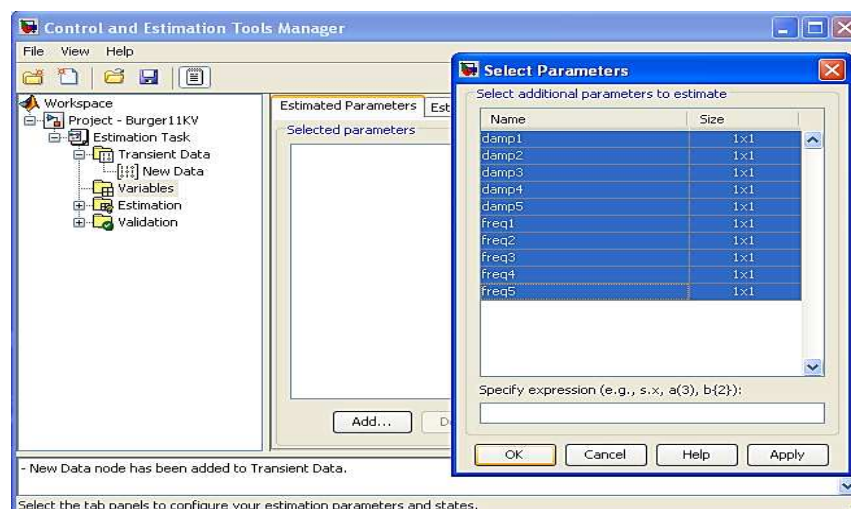 Control and Estimation Tools Manager
File View Help
Workspace
Project - Burger11KV
Estimation Task
Transient Data
New Data
Variables
Estimation
Validation
Estimated Parameters Est
Selected parameters
Add... D
- New Data node has been added to Transient Data.
Select the tab panels to configure your estimation parameters and states.
Select Parameters
Select additional parameters to estimate
Name Size
damp1 1x1
damp2 1x1
damp3 1x1
damp4 1x1
damp5 1x1
freq1 1x1
freq2 1x1
freq3 1x1
freq4 1x1
freq5 1x1
Specify expression (e.g., s.x, a(3), b{2}):
OK Cancel Help Apply